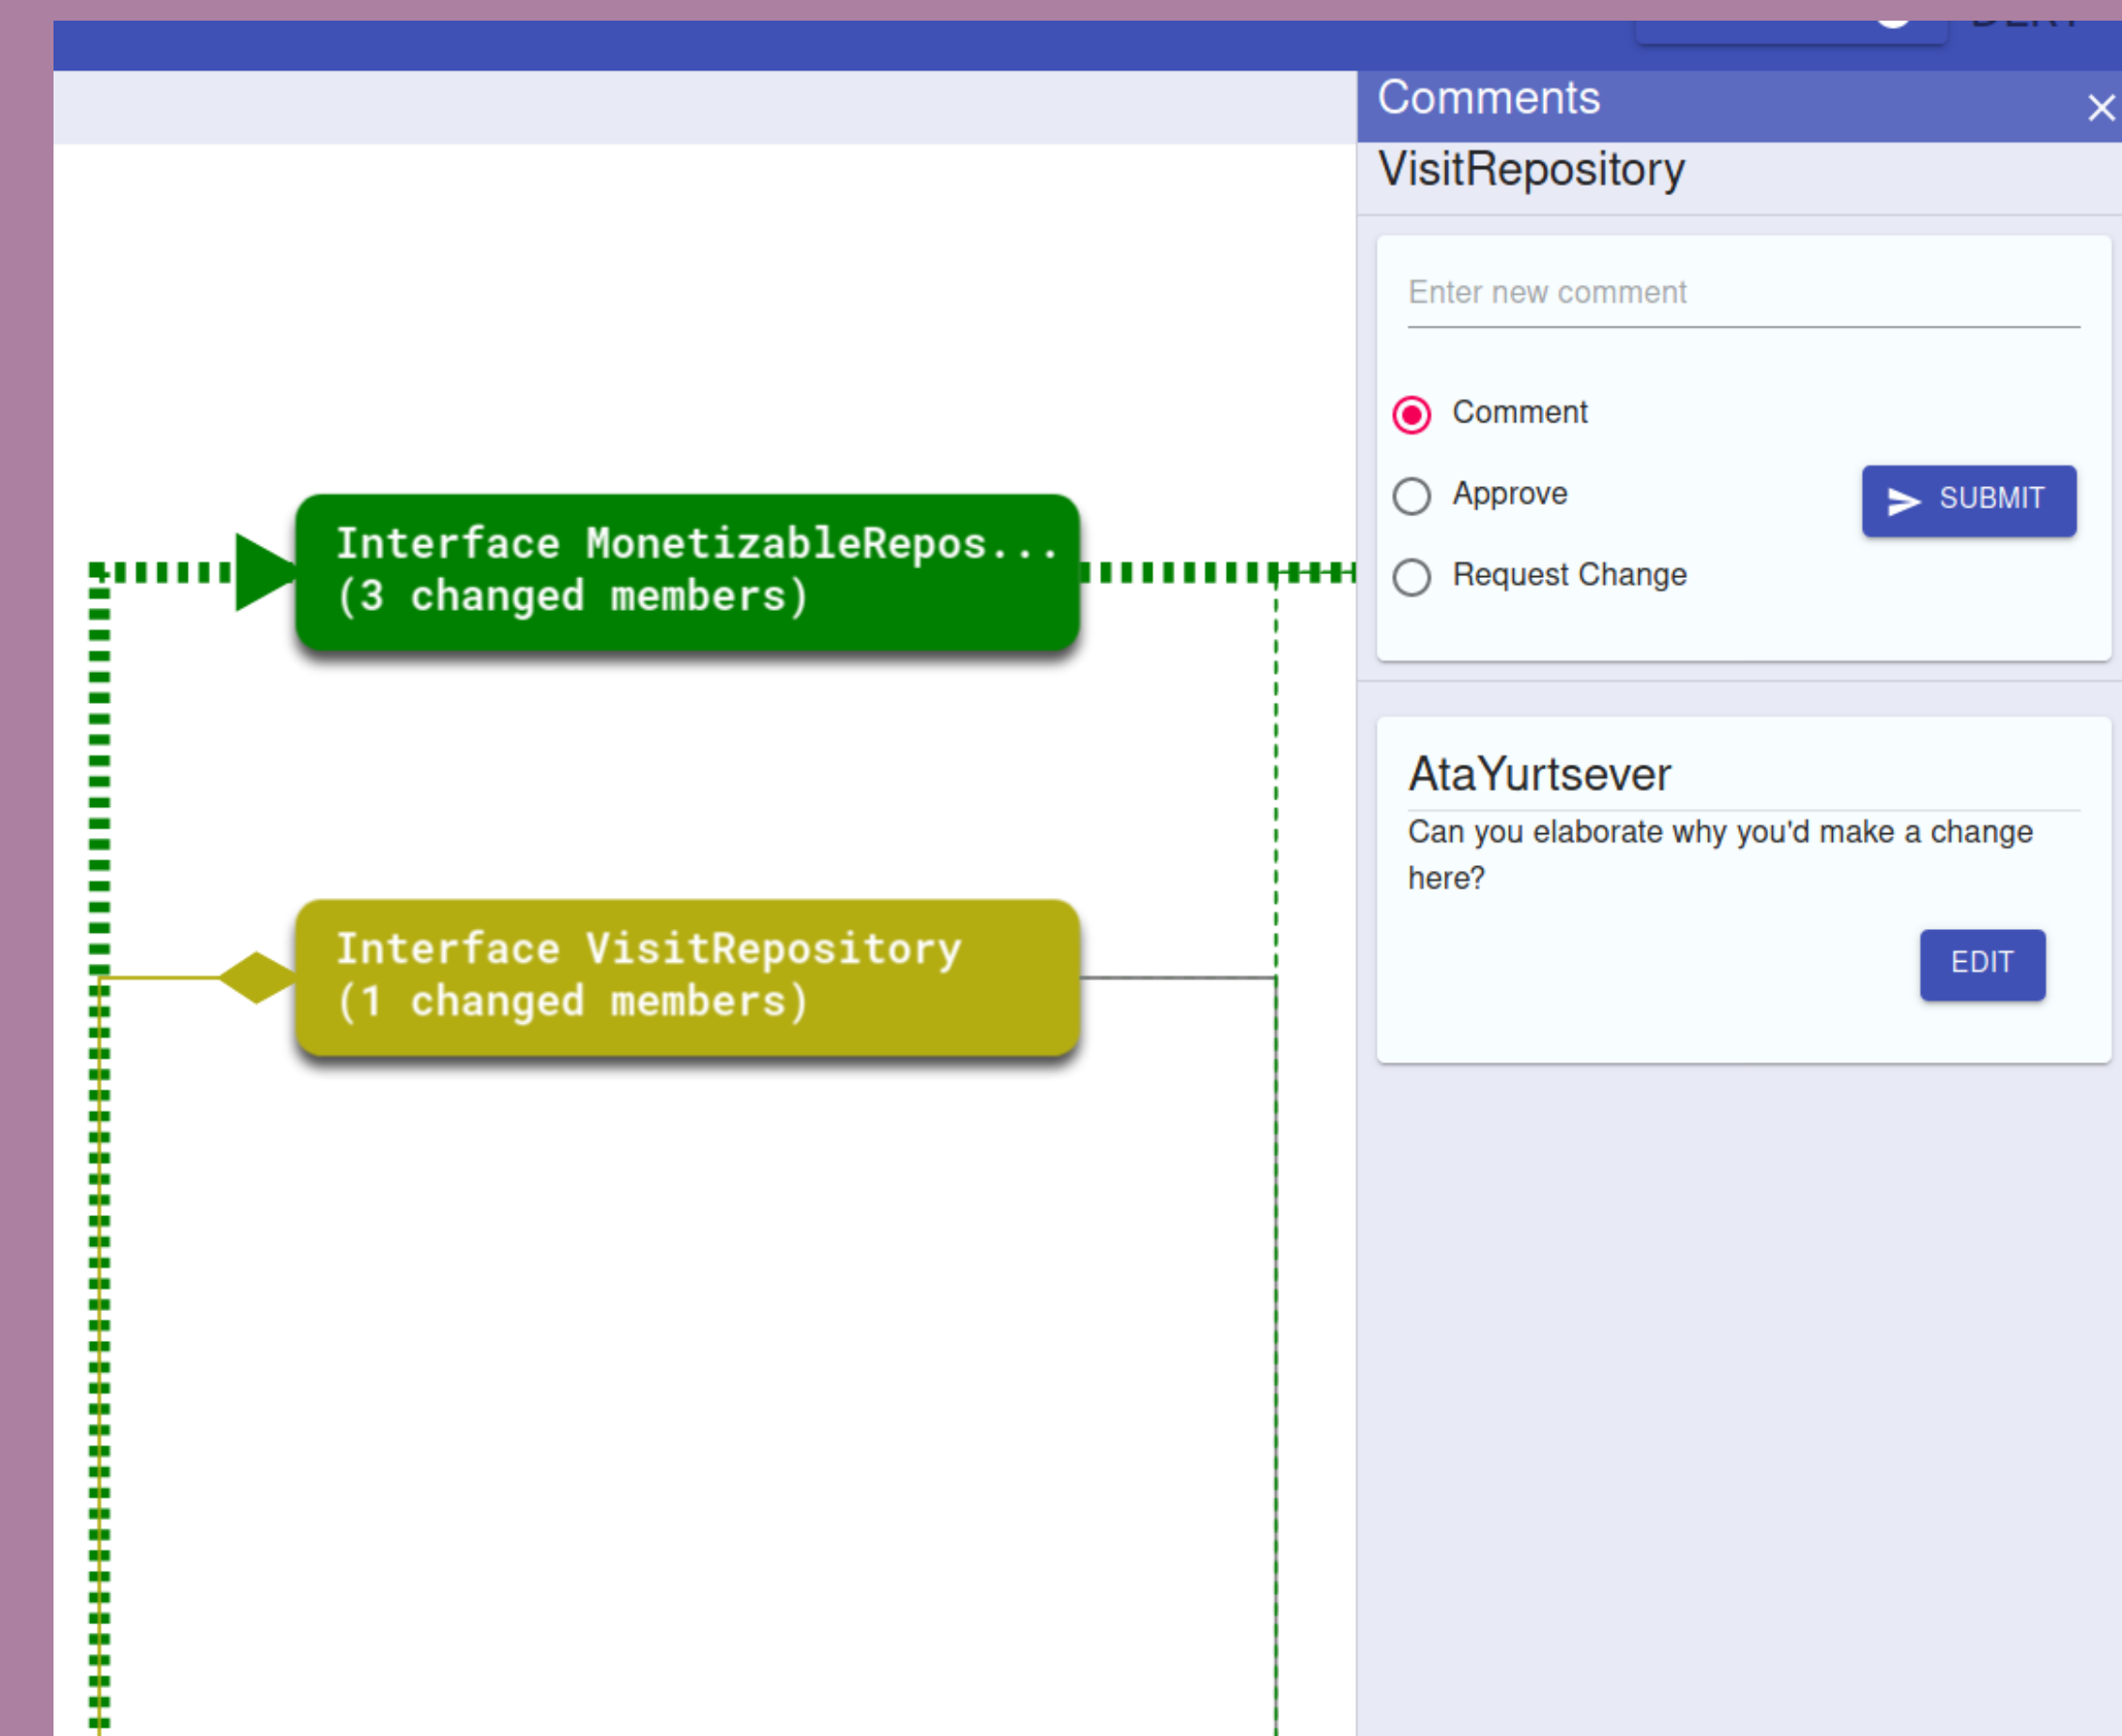 Comments
VisitRepository
Enter new comment
Comment
Approve
SUBMIT
Request Change
Interface MonetizableRepos...
(3 changed members)
AtaYurtsever
Can you elaborate why you'd make a change
here?
EDIT
Interface VisitRepository
(1 changed members)